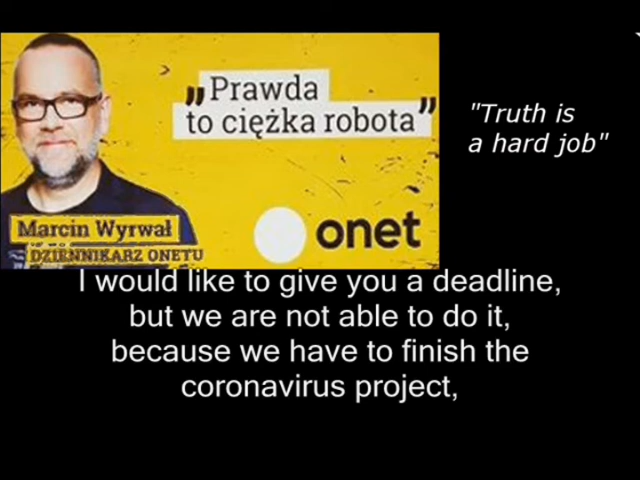 „Prawda
to ciężka robota”
"Truth is
a hard job"
Marcin Wyrwał
DZIENNIKARZ ONETU
onet
I would like to give you a deadline,
but we are not able to do it,
because we have to finish the
coronavirus project,